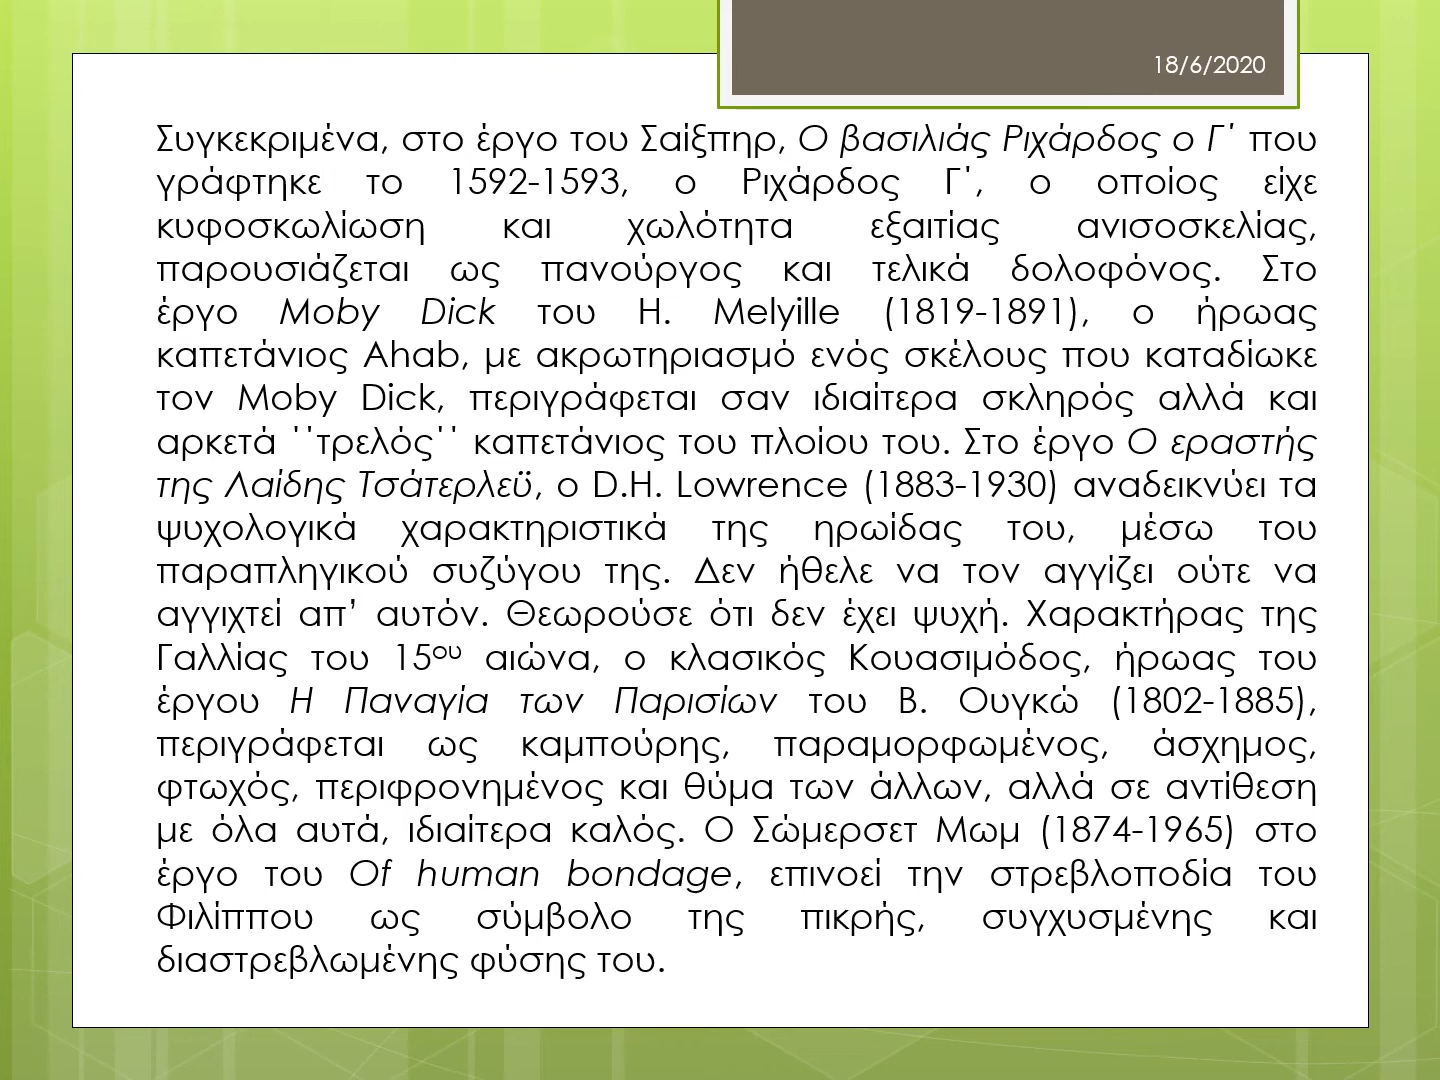 18/6/2020
Συγκεκριμένα, στο έργο του Σαίξπηρ, Ο βασιλιάς Ριχάρδος ο Γ΄ που
γράφτηκε το 1592-1593, ο Ριχάρδος Γ΄, ο οποίος είχε
κυφοσκωλίωση και χωλότητα εξαιτίας ανισοσκελίας,
παρουσιάζεται ως πανούργος και τελικά δολοφόνος. Στο
έργο Moby Dick του H. Melyille (1819-1891), ο ήρωας
καπετάνιος Ahab, με ακρωτηριασμό ενός σκέλους που καταδίωκε
τον Moby Dick, περιγράφεται σαν ιδιαίτερα σκληρός αλλά και
αρκετά ΄΄τρελός΄΄ καπετάνιος του πλοίου του. Στο έργο Ο εραστής
της Λαίδης Τσάτερλεϋ, ο D.H. Lowrence (1883-1930) αναδεικνύει τα
ψυχολογικά χαρακτηριστικά της ηρωίδας του, μέσω του
παραπληγικού συζύγου της. Δεν ήθελε να τον αγγίζει ούτε να
αγγιχτεί απ’ αυτόν. Θεωρούσε ότι δεν έχει ψυχή. Χαρακτήρας της
Γαλλίας του 15ου αιώνα, ο κλασικός Κουασιμόδος, ήρωας του
έργου Η Παναγία των Παρισίων του Β. Ουγκώ (1802-1885),
περιγράφεται ως καμπούρης, παραμορφωμένος, άσχημος,
φτωχός, περιφρονημένος και θύμα των άλλων, αλλά σε αντίθεση
με όλα αυτά, ιδιαίτερα καλός. Ο Σώμερσετ Μωμ (1874-1965) στο
έργο του Of human bondage, επινοεί την στρεβλοποδία του
Φιλίππου ως σύμβολο της πικρής, συγχυσμένης και
διαστρεβλωμένης φύσης του.